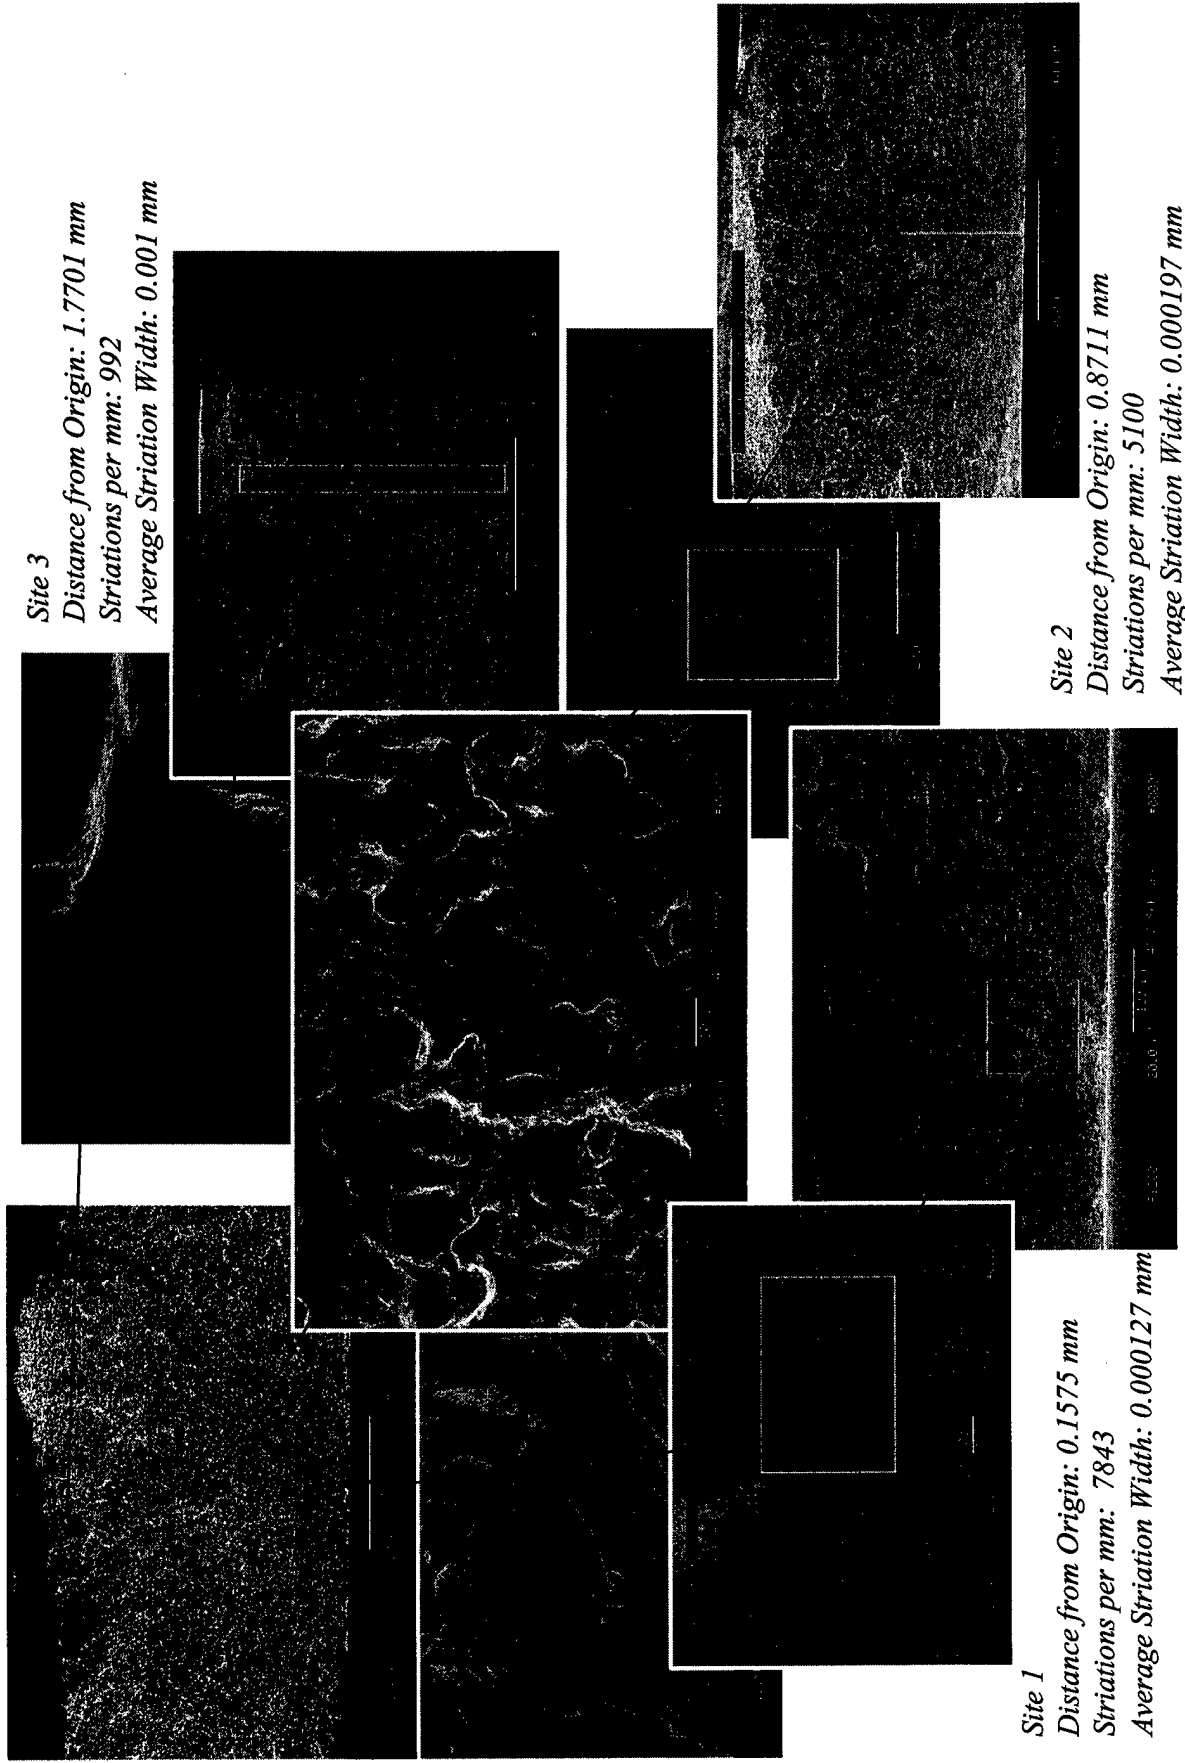 Site 3
Distance from Origin: 1.7701 mm
Striations per mm: 992
Average Striation Width: 0.001 mm
Site 2
Distance from Origin: 0.8711 mm
Striations per mm: 5100
Average Striation Width: 0.000197 mm
Site 1
Distance from Origin: 0.1575 mm
Striations per mm: 7843
Average Striation Width: 0.000127 mm